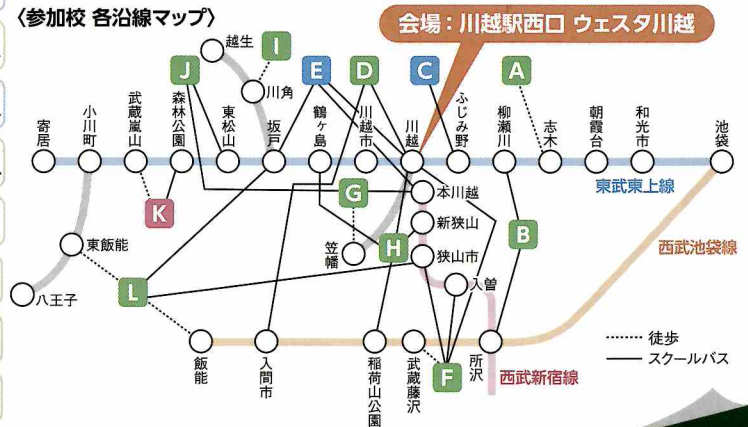 〈参加校 各沿線マップ〉
会場：川越駅西口 ウェスタ川越
越生
I
川角
J
E
D
C
A
寄居
小川町
武蔵嵐山
森林公園
東松山
坂戸
鶴ヶ島
川越市
川越
ふじみ野
柳瀬川
志木
朝霞台
和光市
池袋
東武東上線
K
G
本川越
新狭山
狭山市
入曽
笠幡
H
B
西武池袋線
東飯能
八王子
L
飯能
入間市
稲荷山公園
武蔵藤沢
F
所沢
西武新宿線
徒歩
スクールバス